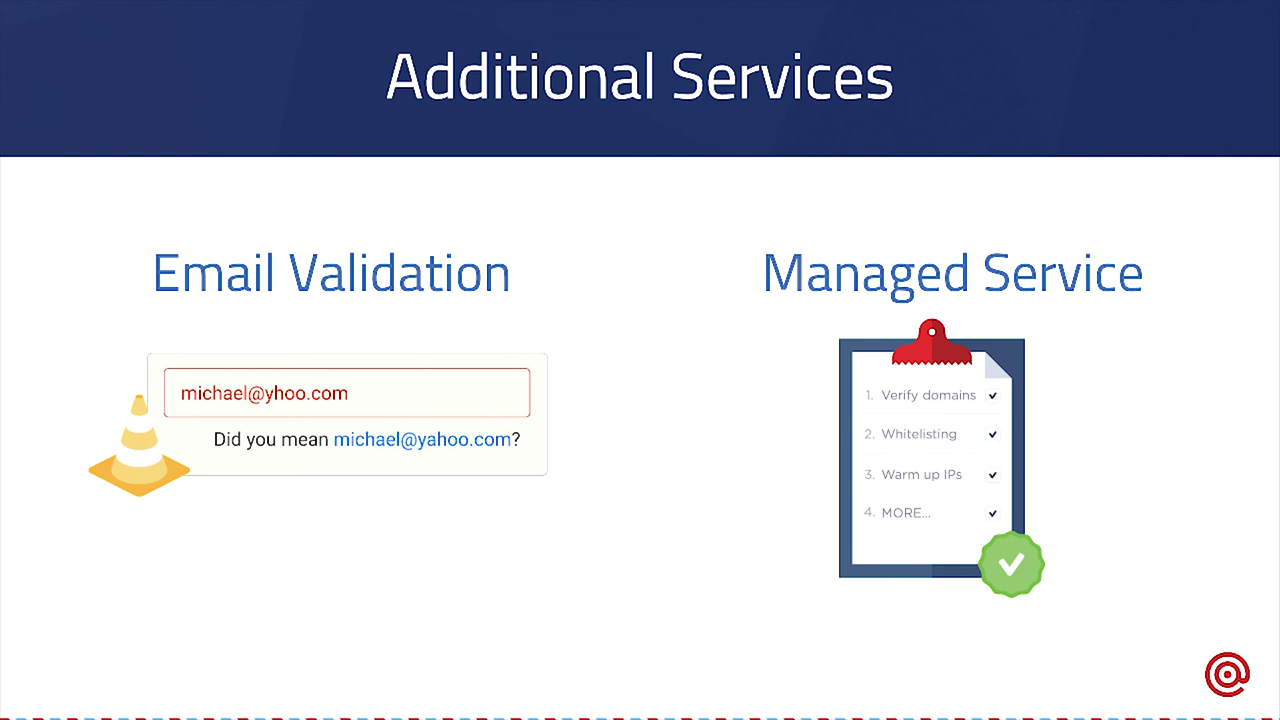 Additional Services
Email Validation
michael@yhoo.com
Did you mean michael@yahoo.com?
Managed Service
1. Verify domains
2. Whitelisting
3. Warm up IPs
4. MORE...